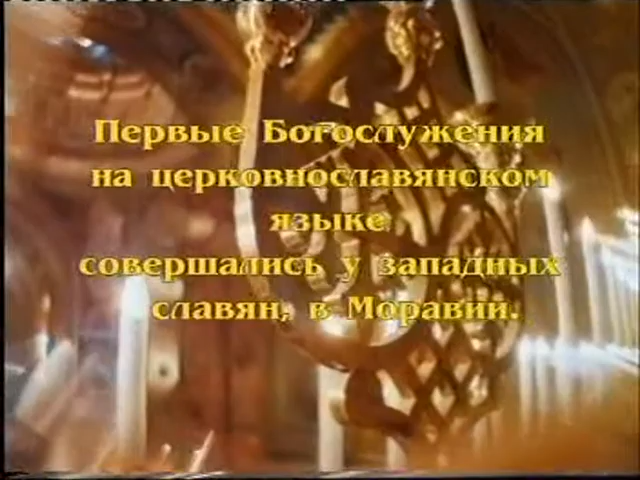 Первые Богослужения
на церковнославянском
языке
совершались у западных
славян, в Моравии.